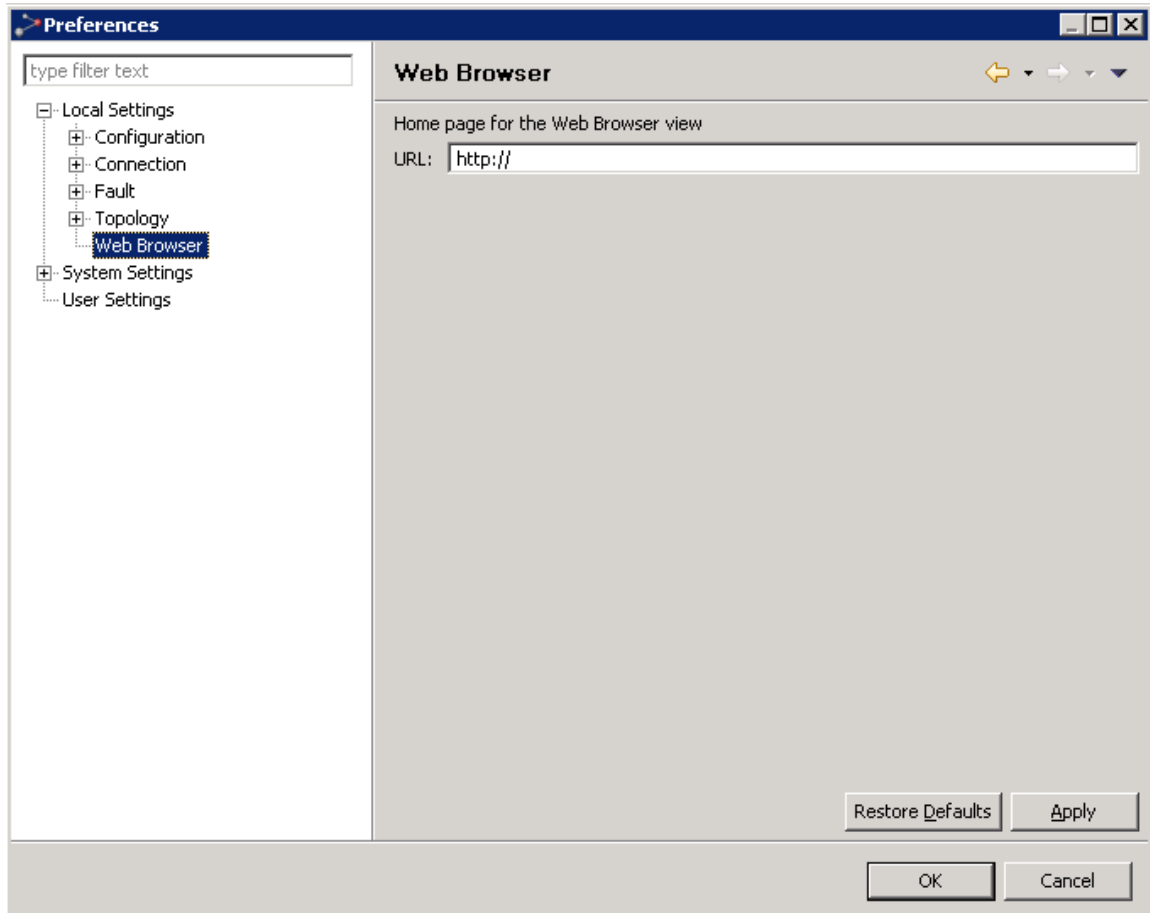 Preferences
type filter text
Local Settings
Configuration
Connection
Fault
Topology
Web Browser
System Settings
User Settings
Web Browser
Home page for the Web Browser view
URL: http://
Restore Defaults
Apply
OK
Cancel